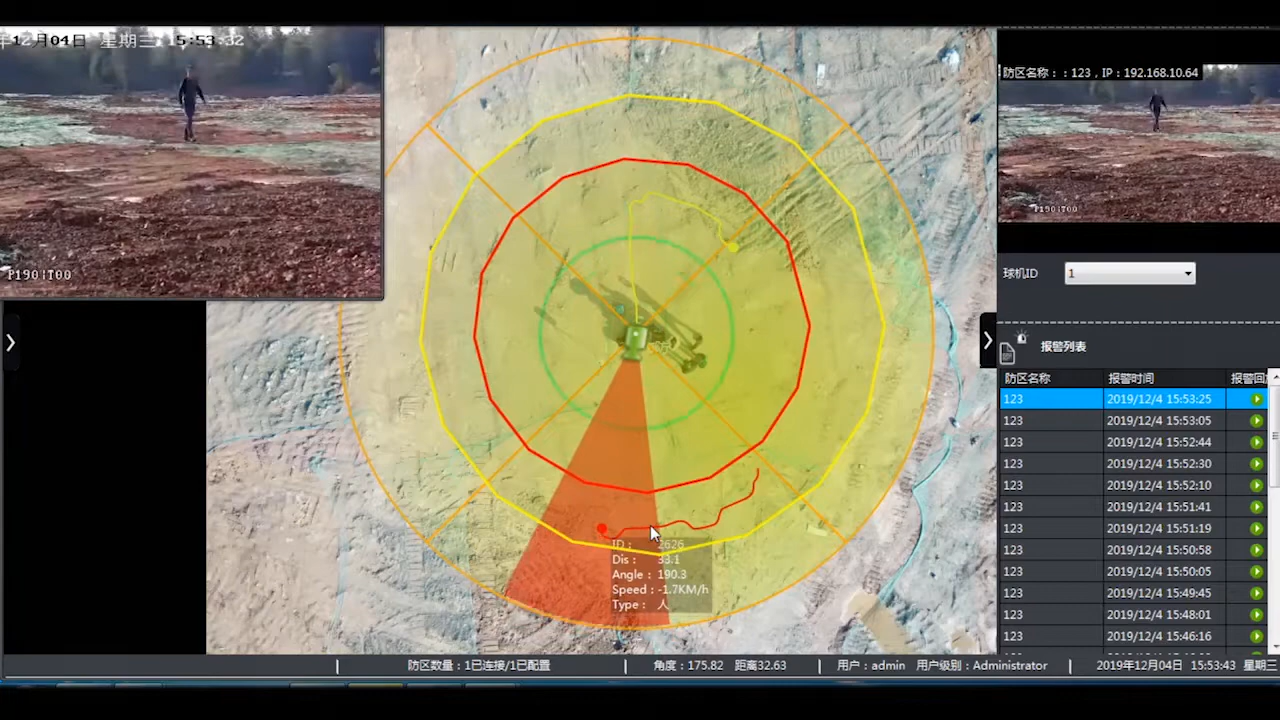 年12月04日 星期三 15:53:32
P190:T00
防区名称：：123，IP：192.168.10.64
P190:T00
球机ID
1
报警列表
防区名称 报警时间 报警回
123 2019/12/4 15:53:25
123 2019/12/4 15:53:05
123 2019/12/4 15:52:44
123 2019/12/4 15:52:30
123 2019/12/4 15:52:10
123 2019/12/4 15:51:41
123 2019/12/4 15:51:19
123 2019/12/4 15:50:58
123 2019/12/4 15:50:05
123 2019/12/4 15:49:45
123 2019/12/4 15:48:01
123 2019/12/4 15:46:16
ID： 2626
Dis： 33.1
Angle： 190.3
Speed：-1.7KM/h
Type： 人
防区数量：1已连接/1已配置
角度：175.82 距离32.63
用户：admin 用户级别：Administrator
2019年12月04日 15:53:43 星期三